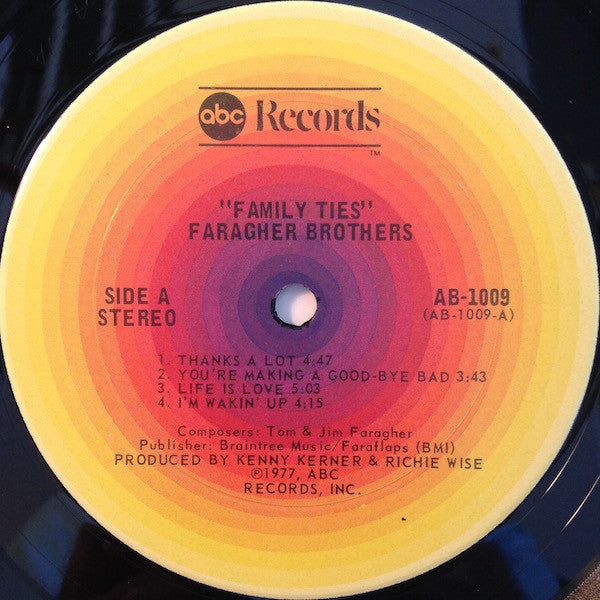 abc Records
TM
"FAMILY TIES"
FARAGHER BROTHERS
SIDE A
STEREO
AB-1009
(AB-1009-A)
1. THANKS A LOT 4:47
2. YOU'RE MAKING A GOOD-BYE BAD 3:43
3. LIFE IS LOVE 5:03
4. I'M WAKIN' UP 4:15
Composers: Tom & Jim Faragher
Publisher: Braintree Music/Faraflaps (BMI)
PRODUCED BY KENNY KERNER & RICHIE WISE
℗1977, ABC
RECORDS, INC.